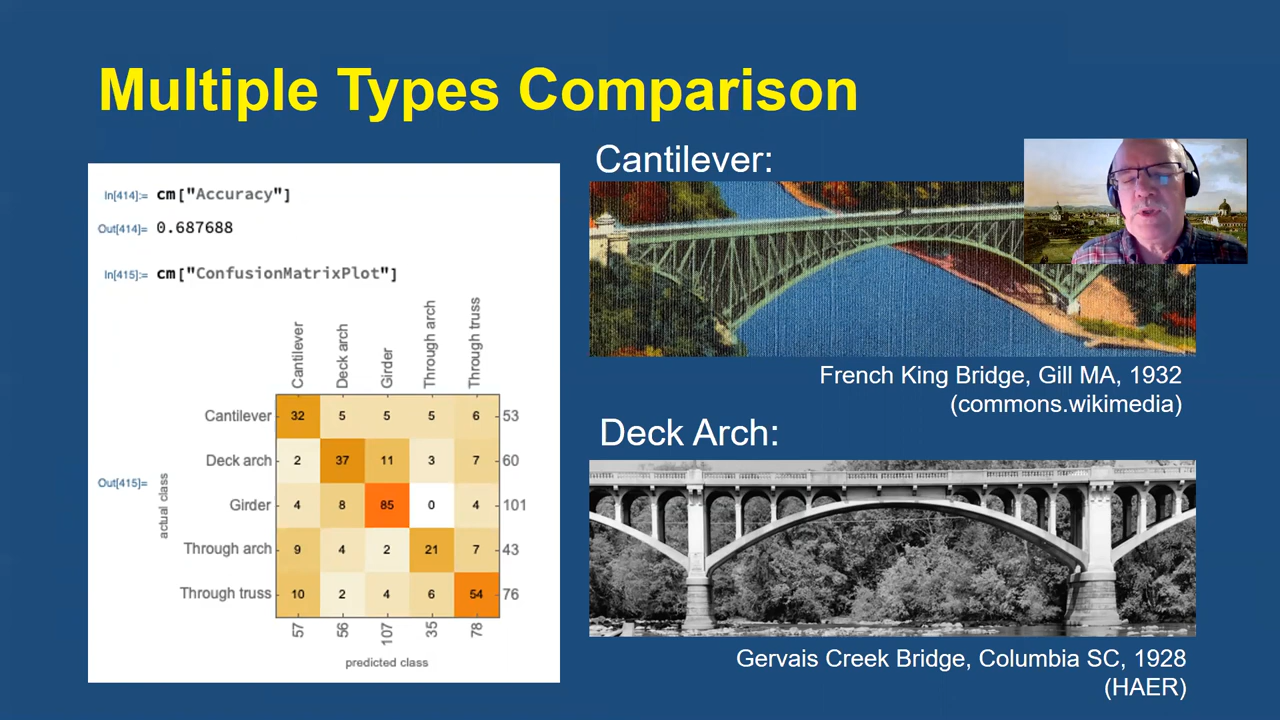 Multiple Types Comparison
In[414]:= cm["Accuracy"]
Out[414]= 0.687688
In[415]:= cm["ConfusionMatrixPlot"]
Cantilever Deck arch Girder Through arch Through truss
Cantilever 32 5 5 5 6 53
Deck arch 2 37 11 3 7 60
Girder 4 8 85 0 4 101
Through arch 9 4 2 21 7 43
Through truss 10 2 4 6 54 76
Out[415]=
actual class
57 56 107 35 78
predicted class
Cantilever:
French King Bridge, Gill MA, 1932
(commons.wikimedia)
Deck Arch:
Gervais Creek Bridge, Columbia SC, 1928
(HAER)